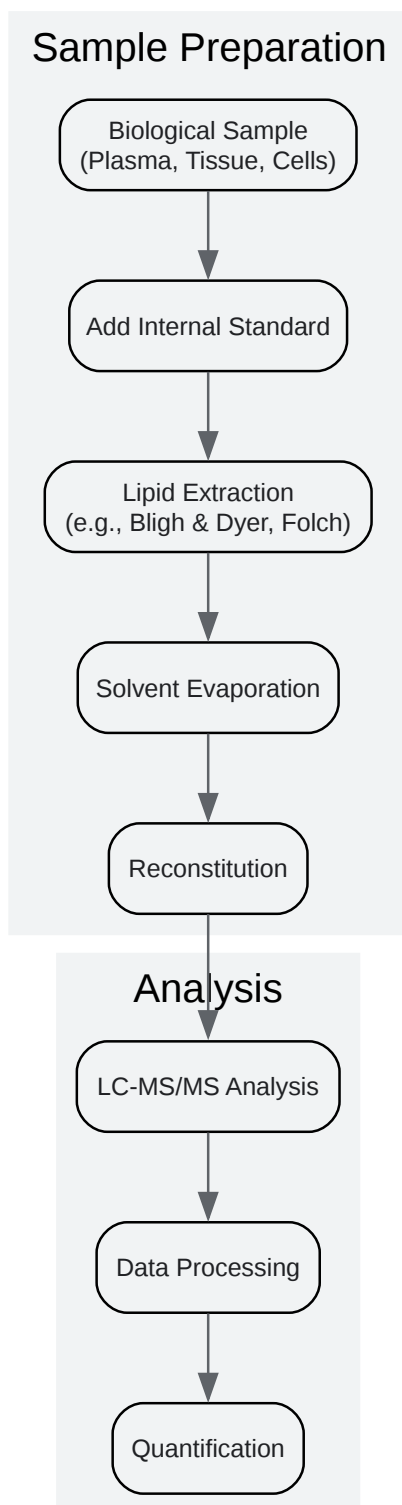 Sample Preparation
Biological Sample
(Plasma, Tissue, Cells)
Add Internal Standard
Lipid Extraction
(e.g., Bligh & Dyer, Folch)
Solvent Evaporation
Reconstitution
Analysis
LC-MS/MS Analysis
Data Processing
Quantification